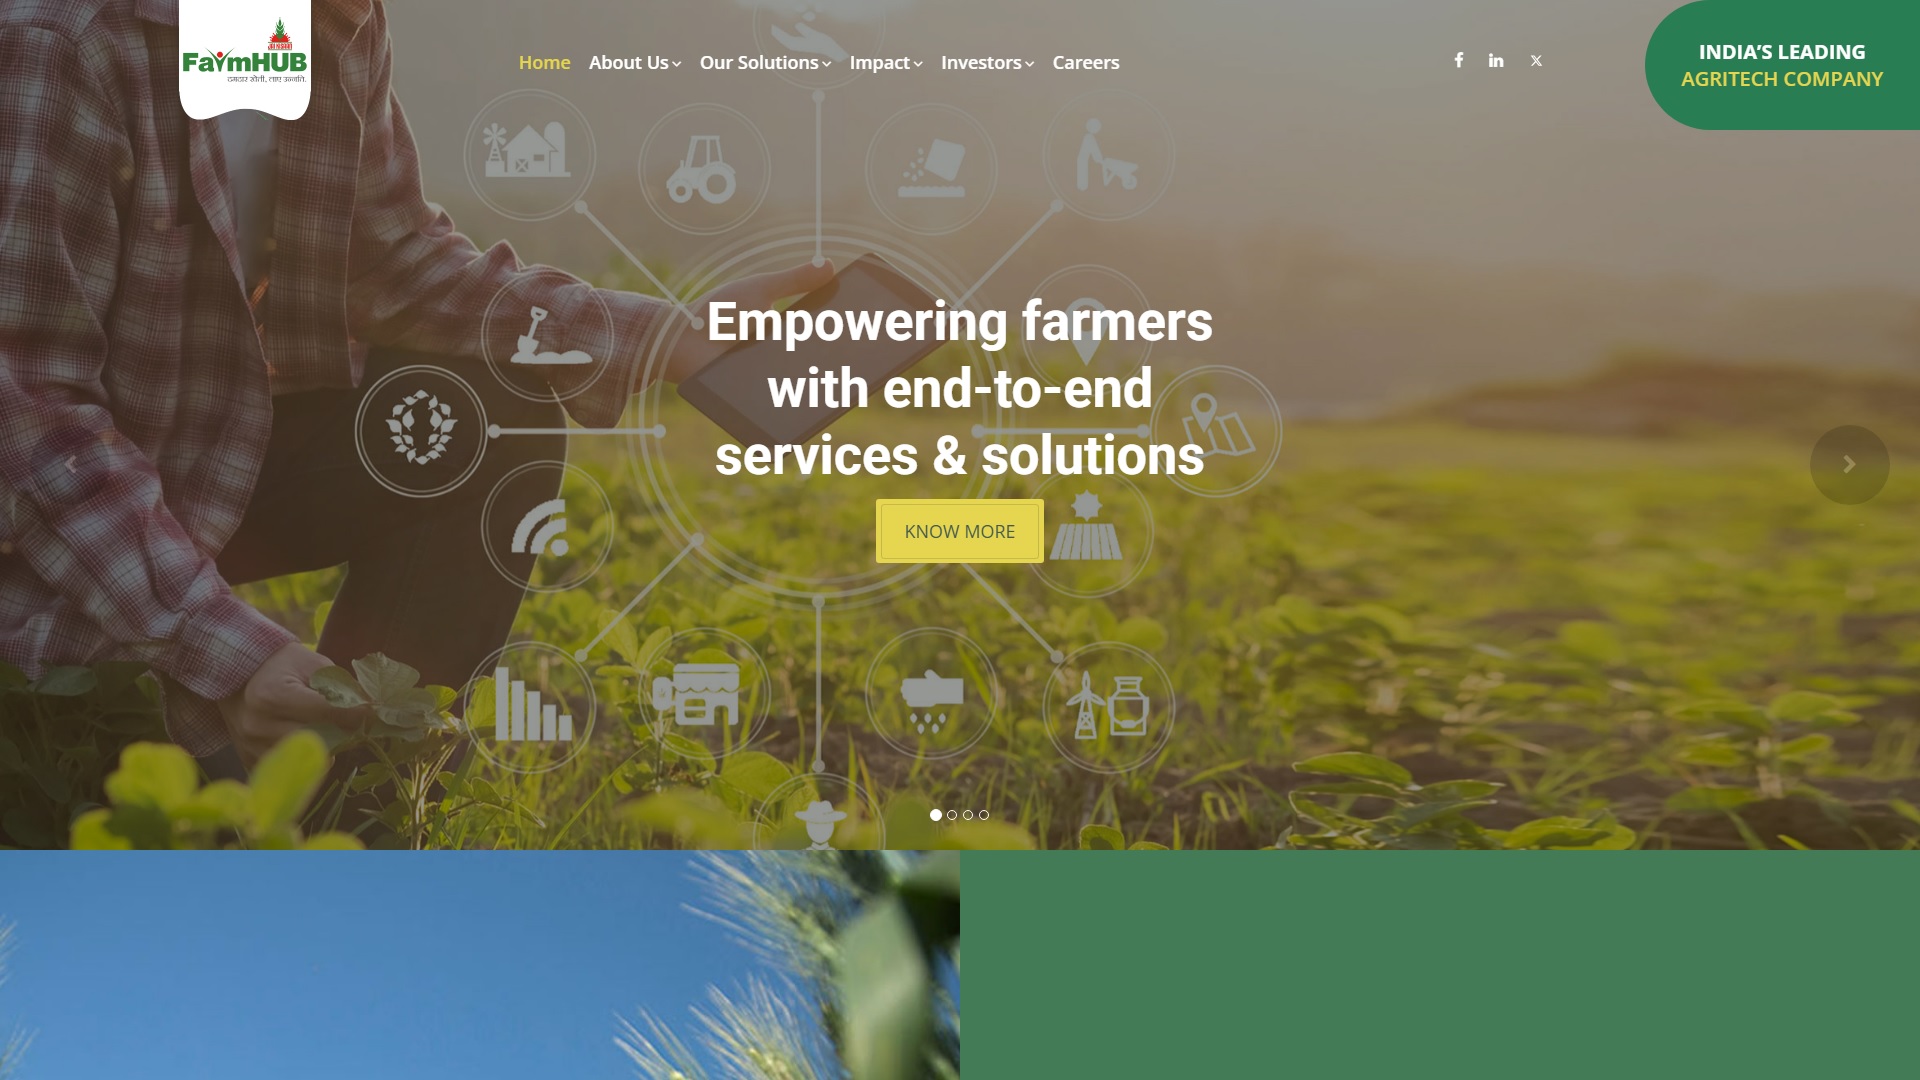 FarmHUB
Home
About Us
Our Solutions
Impact
Investors
Careers
INDIA'S LEADING
AGRITECH COMPANY
Empowering farmers
with end-to-end
services & solutions
KNOW MORE